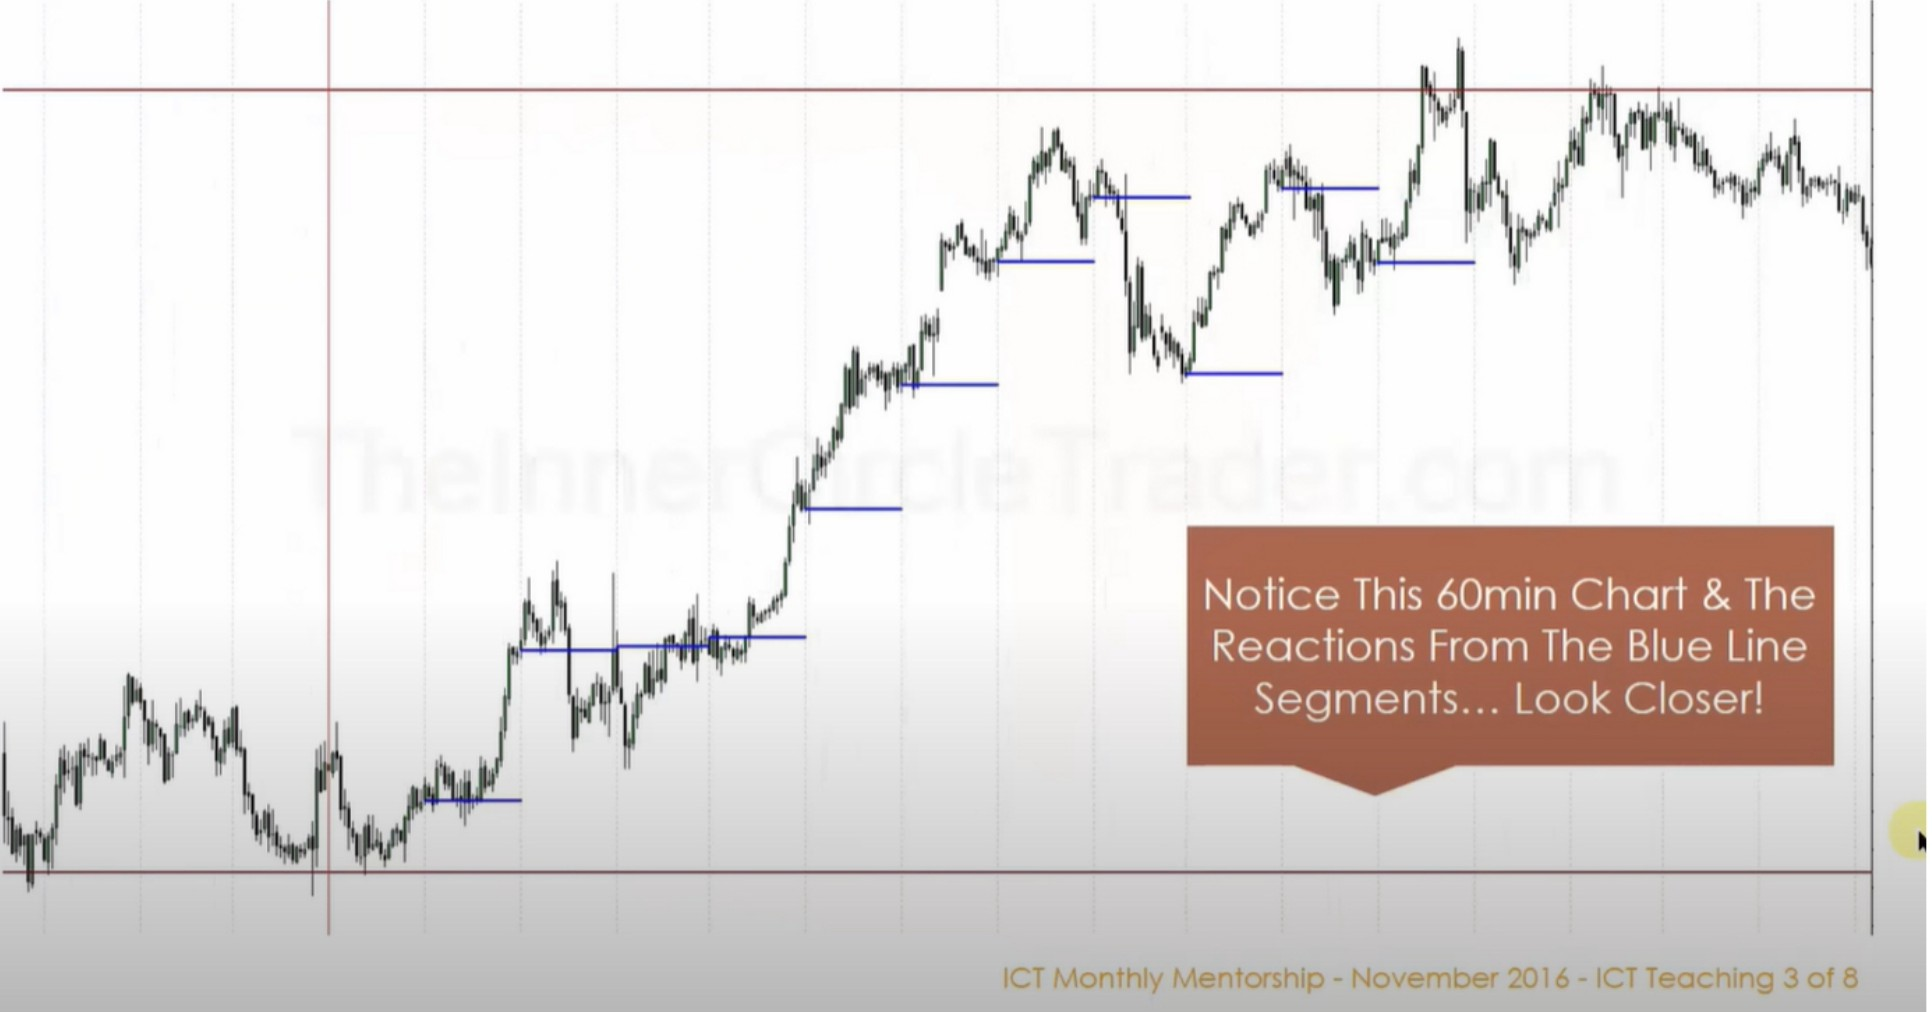 TheInnerCircleTrader.com
Notice This 60min Chart & The
Reactions From The Blue Line
Segments... Look Closer!
ICT Monthly Mentorship - November 2016 - ICT Teaching 3 of 8